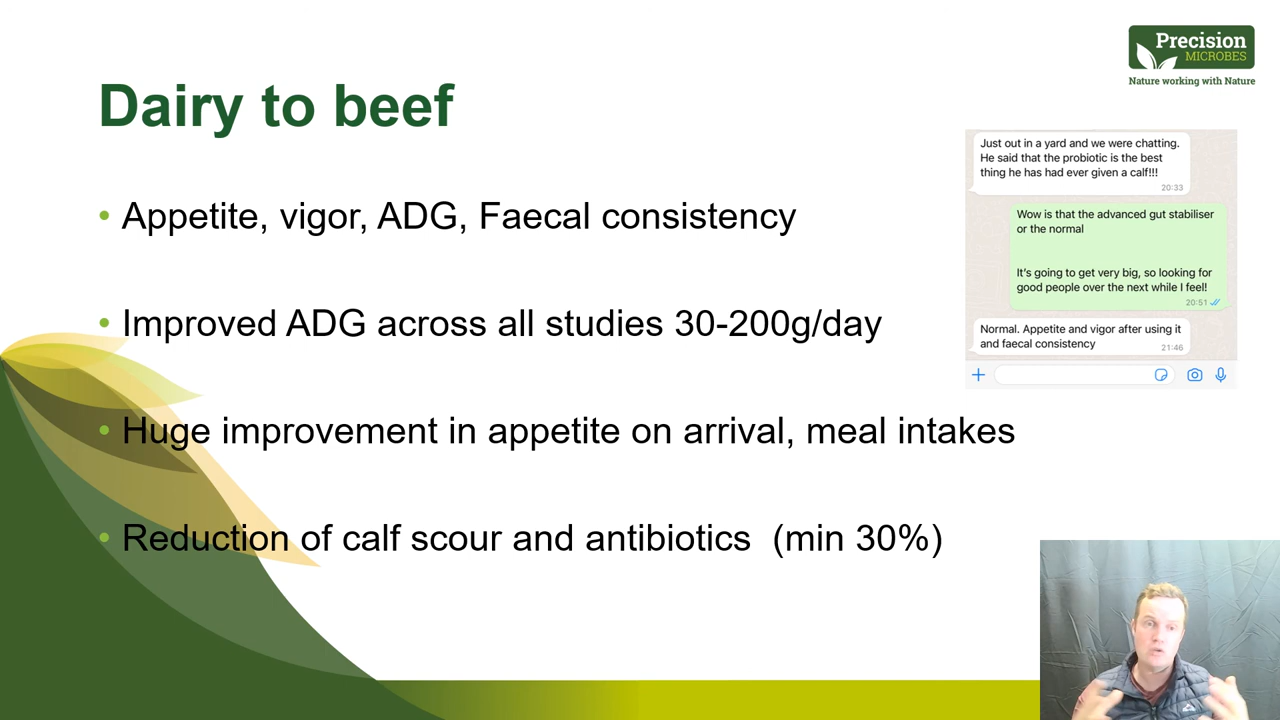 Precision
MICROBES
Nature working with Nature
Dairy to beef
• Appetite, vigor, ADG, Faecal consistency
• Improved ADG across all studies 30-200g/day
• Huge improvement in appetite on arrival, meal intakes
• Reduction of calf scour and antibiotics  (min 30%)
Just out in a yard and we were chatting.
He said that the probiotic is the best
thing he has had ever given a calf!!!
20:33
Wow is that the advanced gut stabiliser
or the normal
It's going to get very big, so looking for
good people over the next while I feel!
20:51
Normal. Appetite and vigor after using it
and faecal consistency
21:46